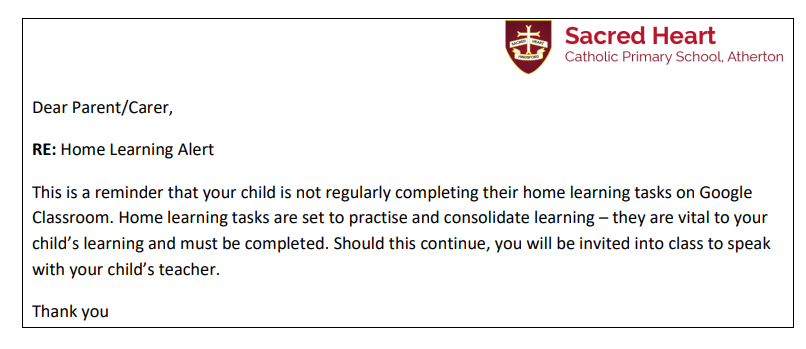 Sacred Heart
Catholic Primary School, Atherton
SACRED HEART
Dear Parent/Carer,
RE: Home Learning Alert
This is a reminder that your child is not regularly completing their home learning tasks on Google
Classroom. Home learning tasks are set to practise and consolidate learning – they are vital to your
child’s learning and must be completed. Should this continue, you will be invited into class to speak
with your child’s teacher.
Thank you